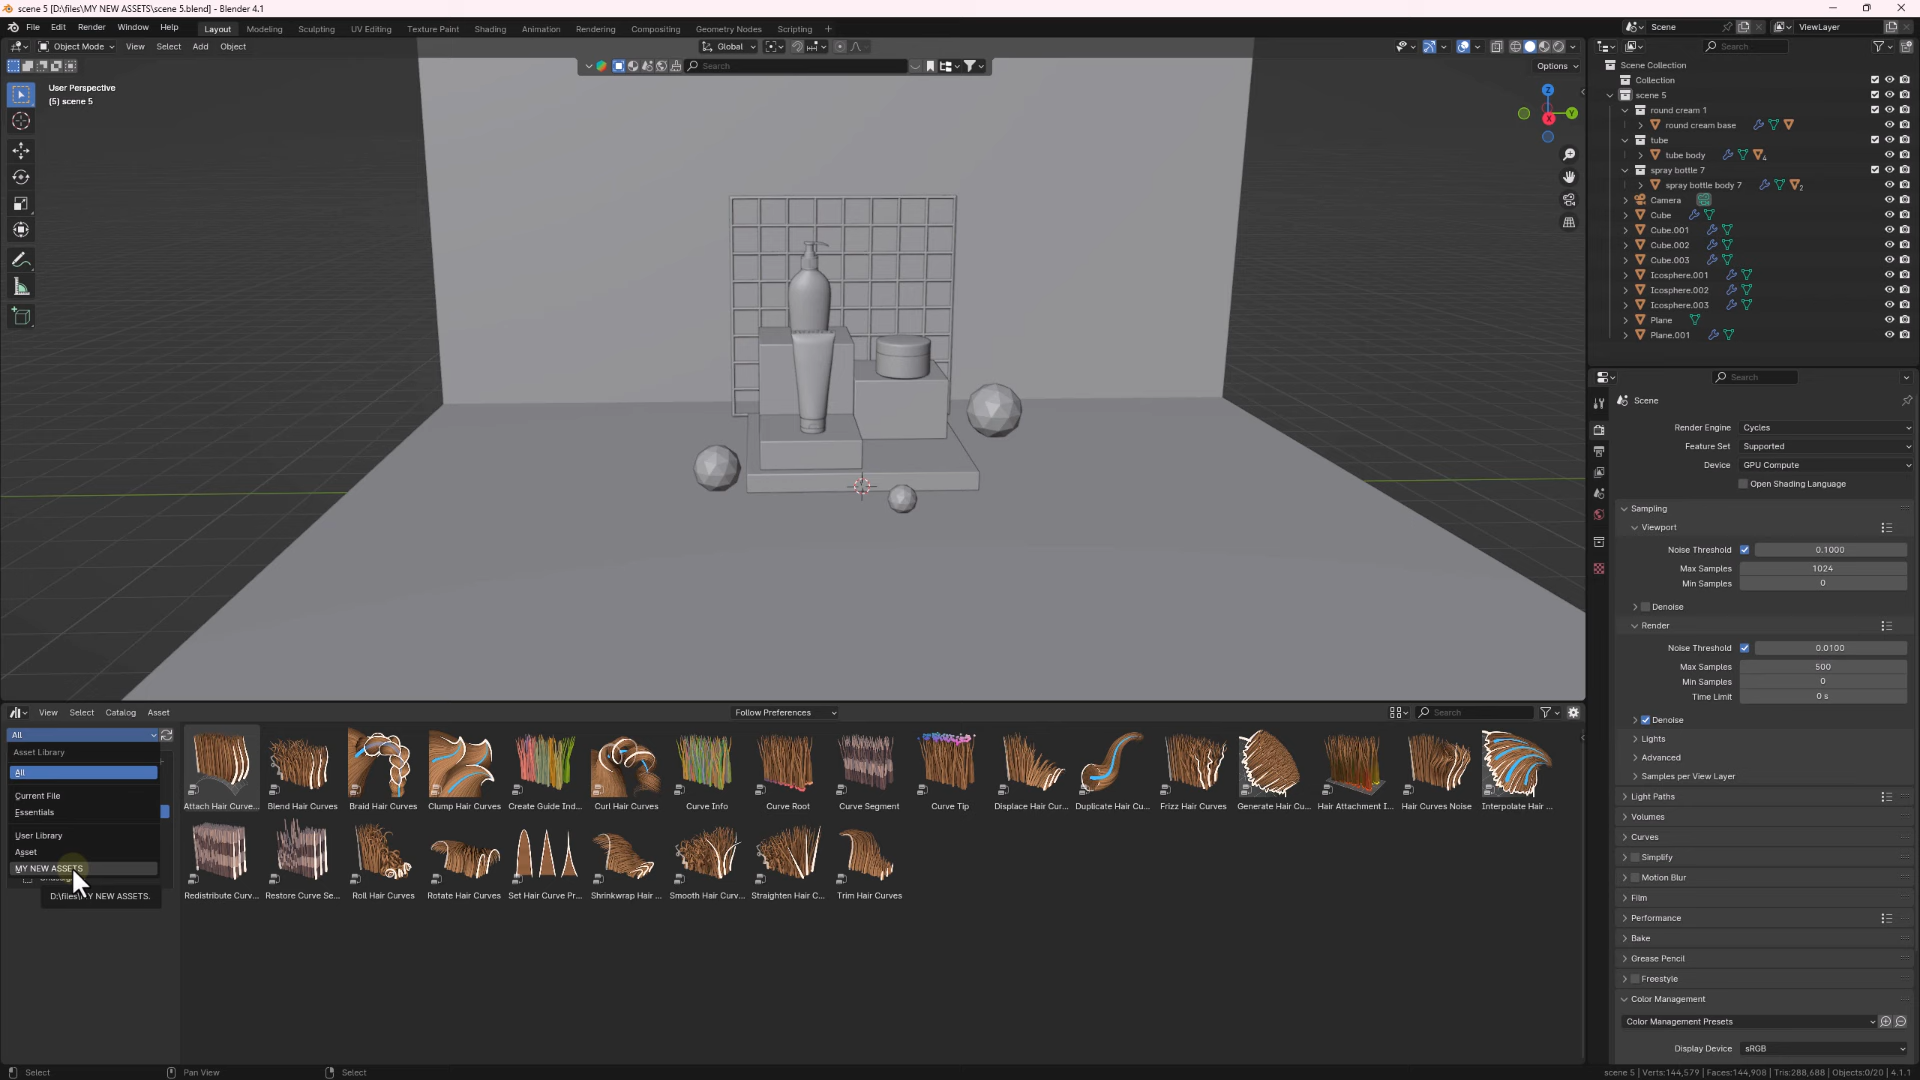 scene 5 [D:\files\MY NEW ASSETS\scene 5.blend] - Blender 4.1
File Edit Render Window Help Layout Modeling Sculpting UV Editing Texture Paint Shading Animation Rendering Compositing Geometry Nodes Scripting + Scene ViewLayer
Object Mode View Select Add Object Global Search
Search Options
User Perspective
(5) scene 5
Z
Y
X
Scene Collection
Collection
scene 5
round cream 1
round cream base
tube
tube body 4
spray bottle 7
spray bottle body 7 2
Camera
Cube
Cube.001
Cube.002
Cube.003
Icosphere.001
Icosphere.002
Icosphere.003
Plane
Plane.001
Search
Scene
Render Engine Cycles
Feature Set Supported
Device GPU Compute
Open Shading Language
Sampling
Viewport
Noise Threshold 0.1000
Max Samples 1024
Min Samples 0
Denoise
Render
Noise Threshold 0.0100
Max Samples 500
Min Samples 0
Time Limit 0 s
Denoise
Lights
Advanced
Samples per View Layer
Light Paths
Volumes
Curves
Simplify
Motion Blur
Film
Performance
Bake
Grease Pencil
Freestyle
Color Management
Color Management Presets
Display Device sRGB
View Select Catalog Asset Follow Preferences Search
All
Asset Library
All
Current File
Essentials
User Library
Asset
MY NEW ASSETS
Attach Hair Curve... Blend Hair Curves Braid Hair Curves Clump Hair Curves Create Guide Ind... Curl Hair Curves Curve Info Curve Root Curve Segment Curve Tip Displace Hair Cur... Duplicate Hair Cu... Frizz Hair Curves Generate Hair Cu... Hair Attachment I... Hair Curves Noise Interpolate Hair ...
Redistribute Curv... Restore Curve Se... Roll Hair Curves Rotate Hair Curves Set Hair Curve Pr... Shrinkwrap Hair ... Smooth Hair Curv... Straighten Hair C... Trim Hair Curves
Select Pan View Select scene 5 | Verts:144,579 | Faces:144,908 | Tris:288,688 | Objects:0/20 | 4.1.1